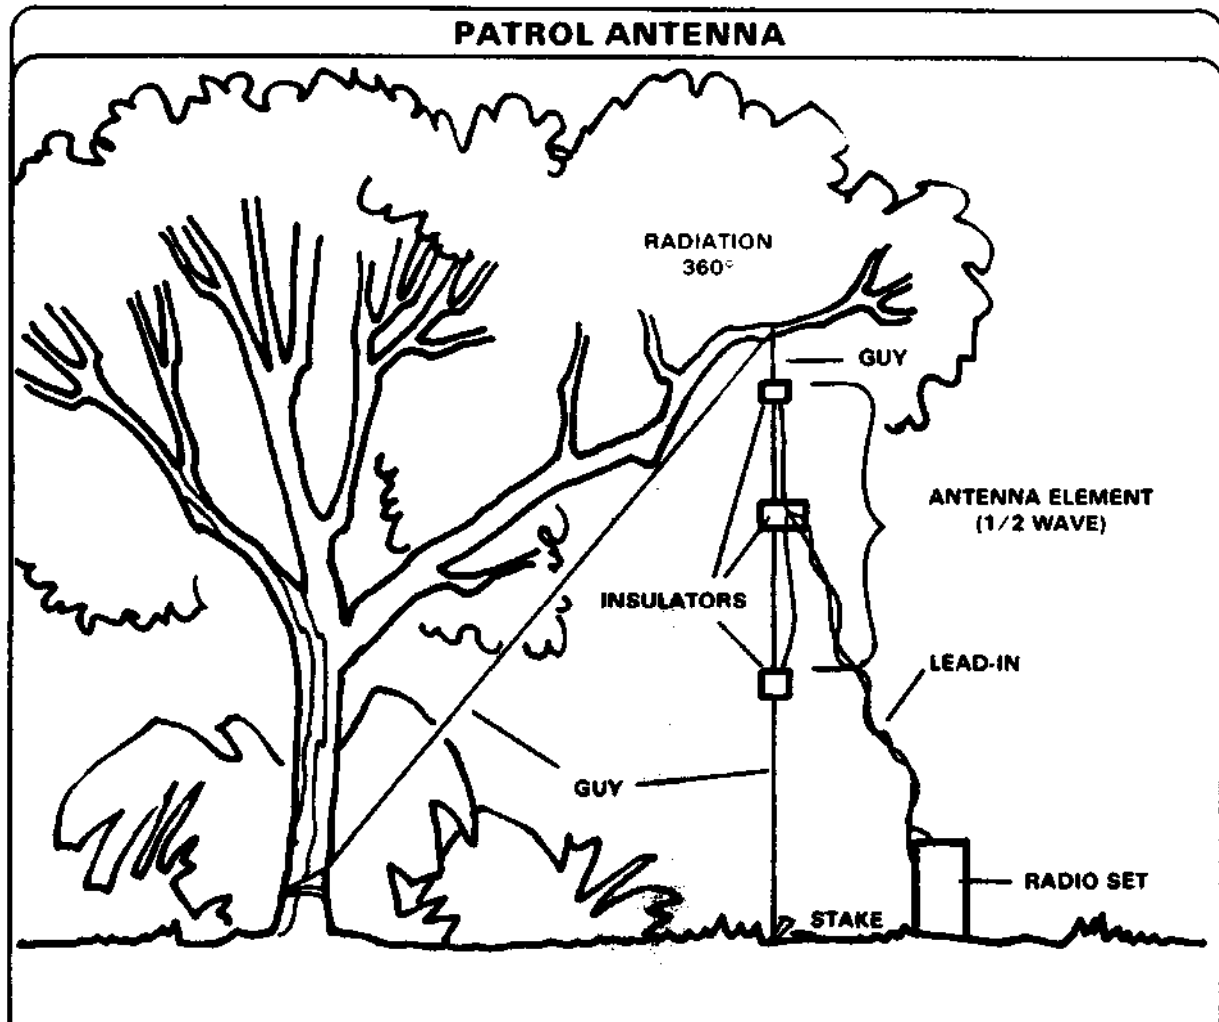 PATROL ANTENNA
RADIATION
360°
GUY
ANTENNA ELEMENT
(1/2 WAVE)
INSULATORS
LEAD-IN
GUY
RADIO SET
STAKE